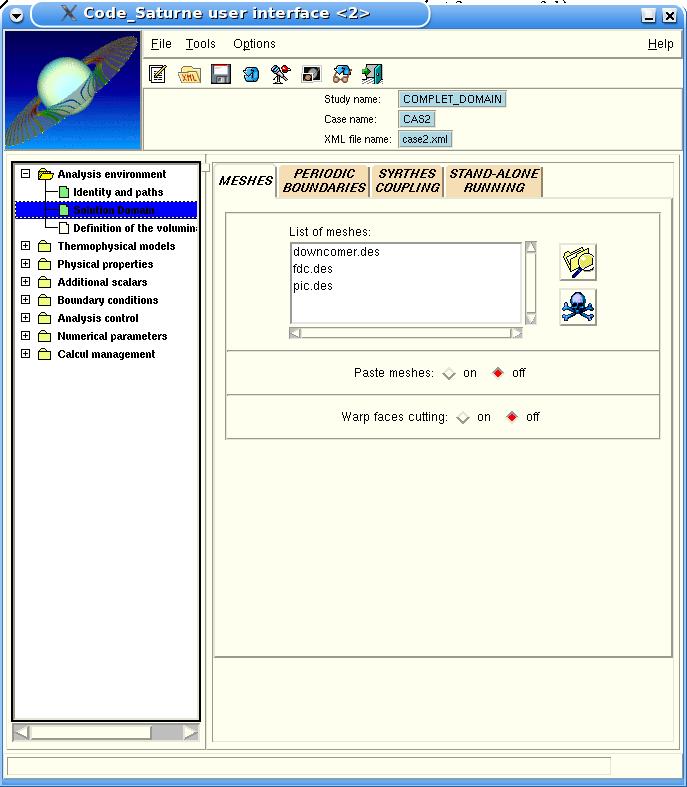 Code_Saturne user interface <2>
File Tools Options Help
XML
Study name: COMPLET_DOMAIN
Case name: CAS2
XML file name: case2.xml
Analysis environment
Identity and paths
Solution Domain
Definition of the volumin
Thermophysical models
Physical properties
Additional scalars
Boundary conditions
Analysis control
Numerical parameters
Calcul management
MESHES
PERIODIC
BOUNDARIES
SYRTHES
COUPLING
STAND-ALONE
RUNNING
List of meshes:
downcomer.des
fdc.des
pic.des
Paste meshes: on off
Warp faces cutting: on off